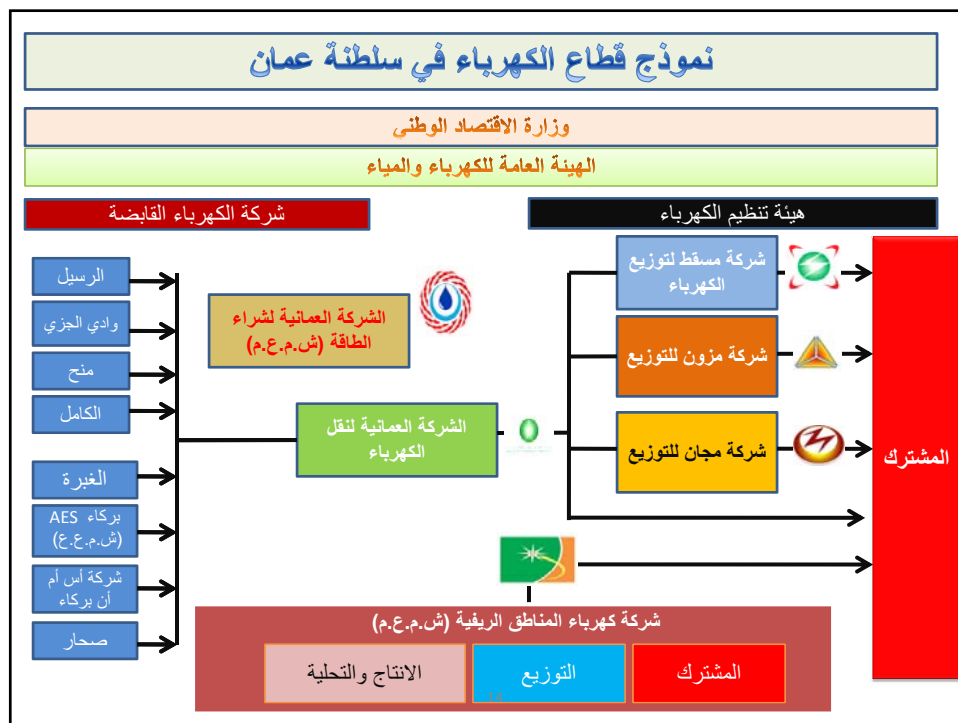 نموذج قطاع الكهرباء في سلطنة عمان
وزارة الاقتصاد الوطني
الهيئة العامة للكهرباء والمياه
هيئة تنظيم الكهرباء
شركة الكهرباء القابضة
شركة مسقط لتوزيع
الكهرباء
شركة مزون للتوزيع
شركة مجان للتوزيع
المشترك
الشركة العمانية لشراء
الطاقة (ش.م.ع.م)
الشركة العمانية لنقل
الكهرباء
الرسيل
وادي الجزي
منح
الكامل
الغبرة
بركاء AES
(ش.م.ع.ع)
شركة أس أم
أن بركاء
صحار
شركة كهرباء المناطق الريفية (ش.م.ع.م)
المشترك
التوزيع
الانتاج والتحلية
14